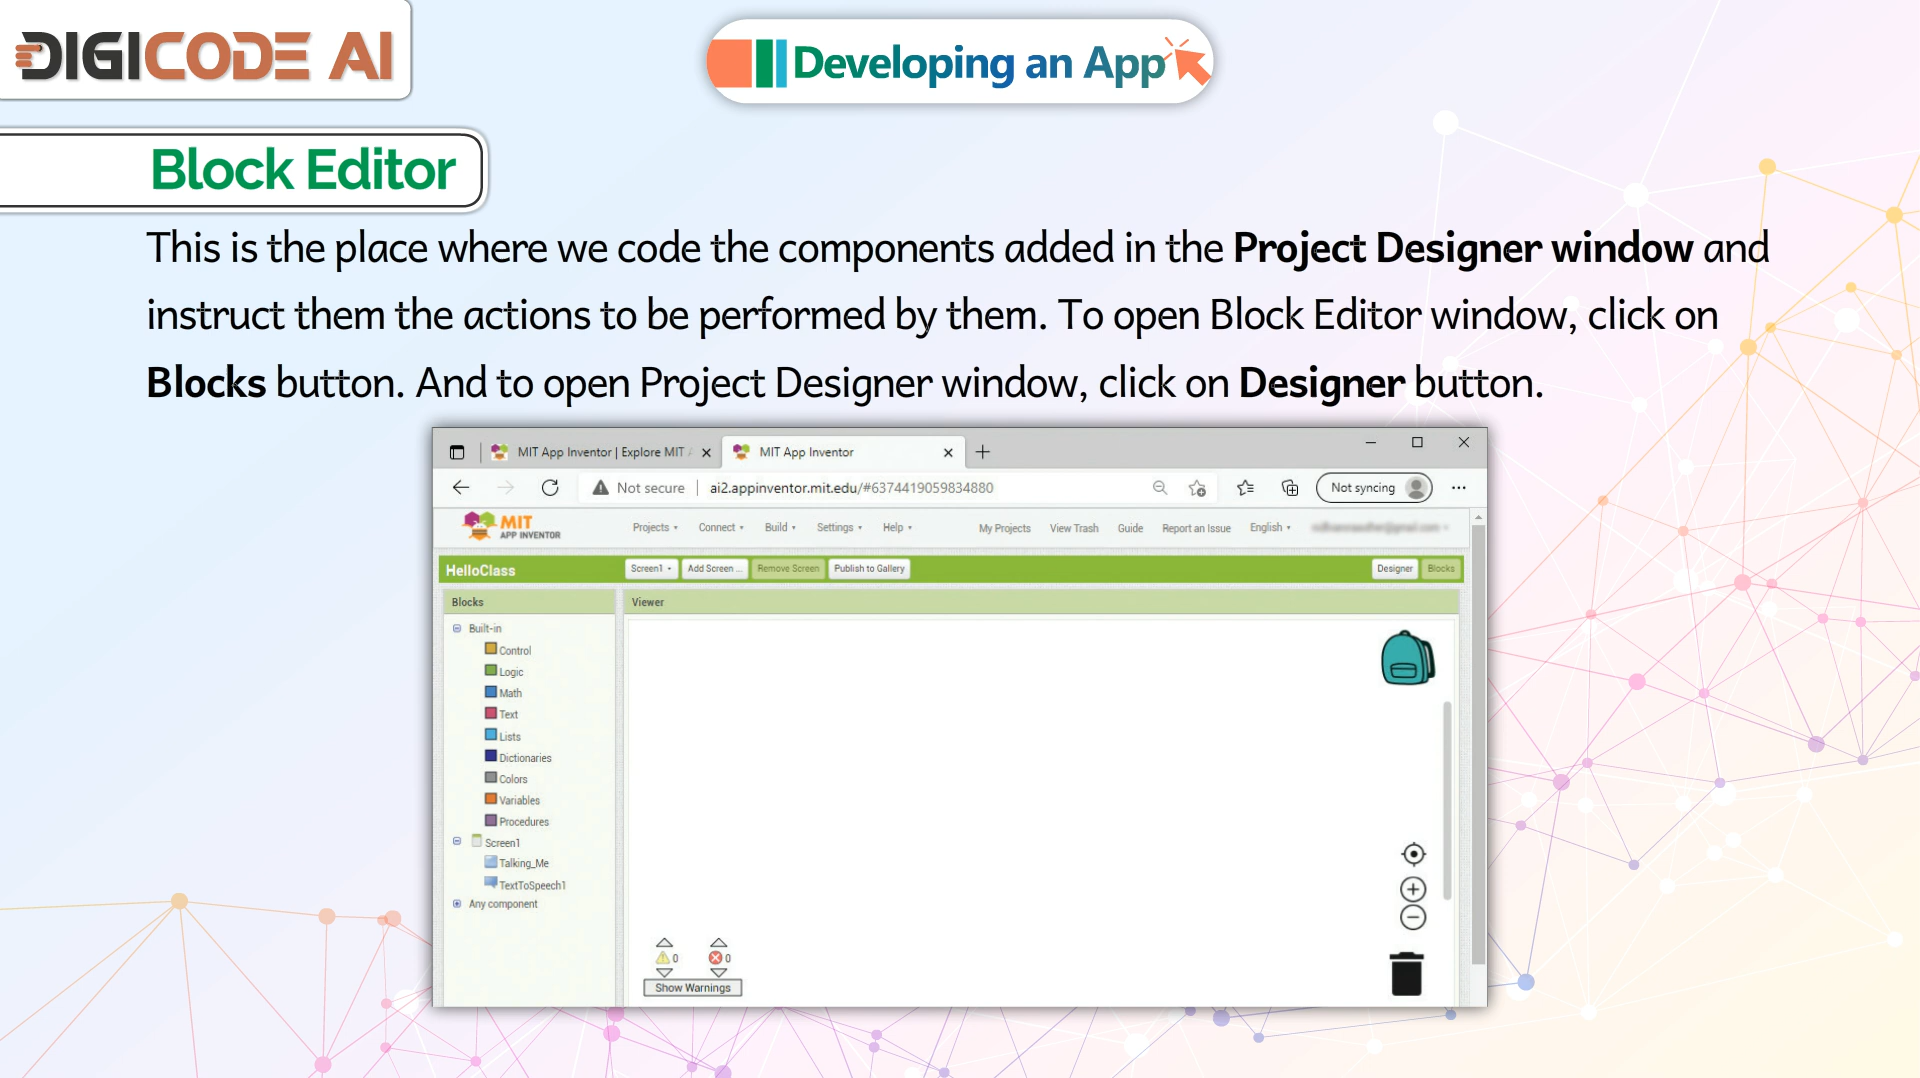 DIGICODE AI
Developing an App
Block Editor
This is the place where we code the components added in the Project Designer window and
instruct them the actions to be performed by them. To open Block Editor window, click on
Blocks button. And to open Project Designer window, click on Designer button.
MIT App Inventor | Explore MIT
MIT App Inventor
Not secure
ai2.appinventor.mit.edu/#6374419059834880
Not syncing
MIT
APP INVENTOR
Projects
Connect
Build
Settings
Help
My Projects
View Trash
Guide
Report an Issue
English
HelloClass
Screen1
Add Screen ...
Remove Screen
Publish to Gallery
Designer
Blocks
Blocks
Viewer
Built-in
Control
Logic
Math
Text
Lists
Dictionaries
Colors
Variables
Procedures
Screen1
Talking_Me
TextToSpeech1
Any component
0
0
Show Warnings